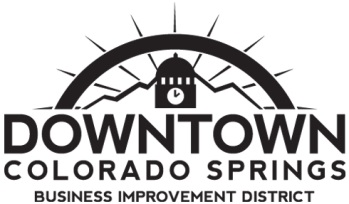 DOWNTOWN
COLORADO SPRINGS
BUSINESS IMPROVEMENT DISTRICT